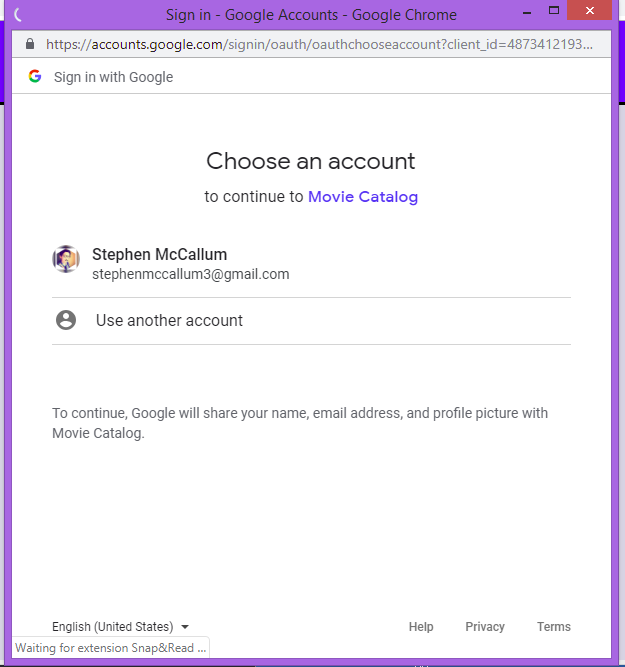 Sign in - Google Accounts - Google Chrome
https://accounts.google.com/signin/oauth/oauthchooseaccount?client_id=4873412193...
Sign in with Google
Choose an account
to continue to Movie Catalog
Stephen McCallum
stephenmccallum3@gmail.com
Use another account
To continue, Google will share your name, email address, and profile picture with
Movie Catalog.
English (United States) Help Privacy Terms
Waiting for extension Snap&Read ...